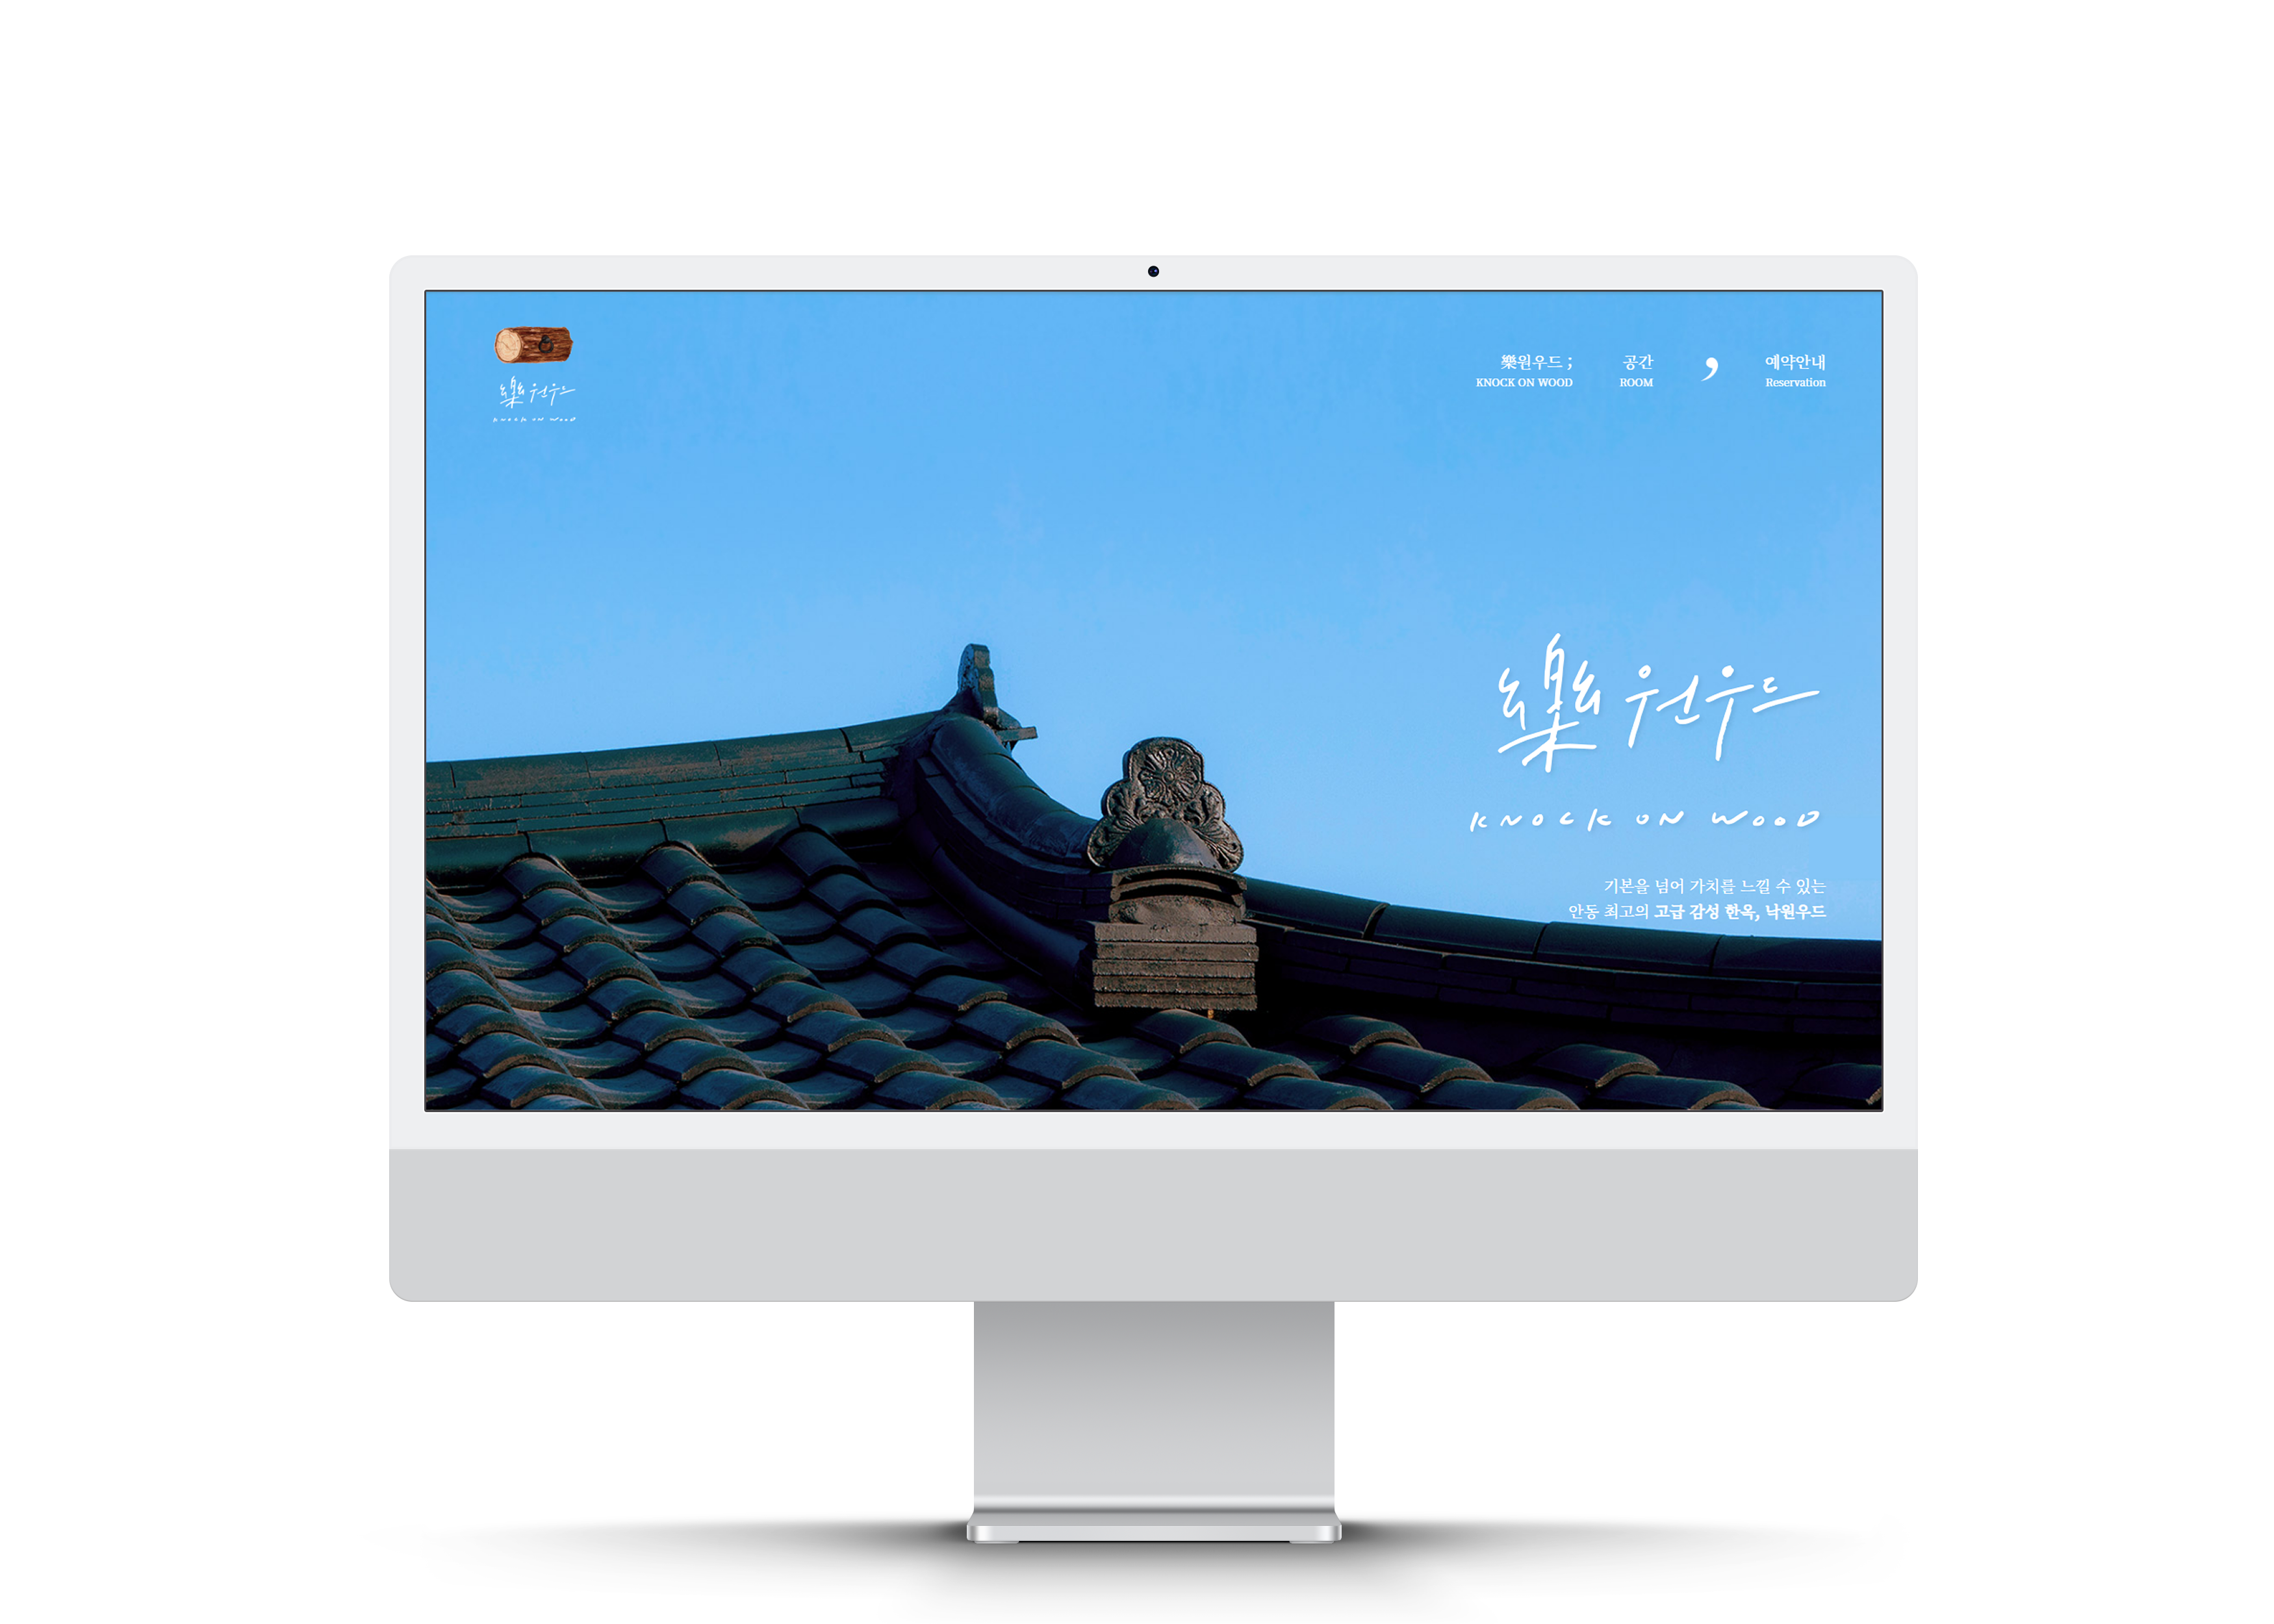 樂원우드
KNOCK ON WOOD
樂원우드 ;
KNOCK ON WOOD
공간
ROOM
,
예약안내
Reservation
樂원우드
KNOCK ON WOOD
기본을 넘어 가치를 느낄 수 있는
안동 최고의 고급 감성 한옥, 낙원우드